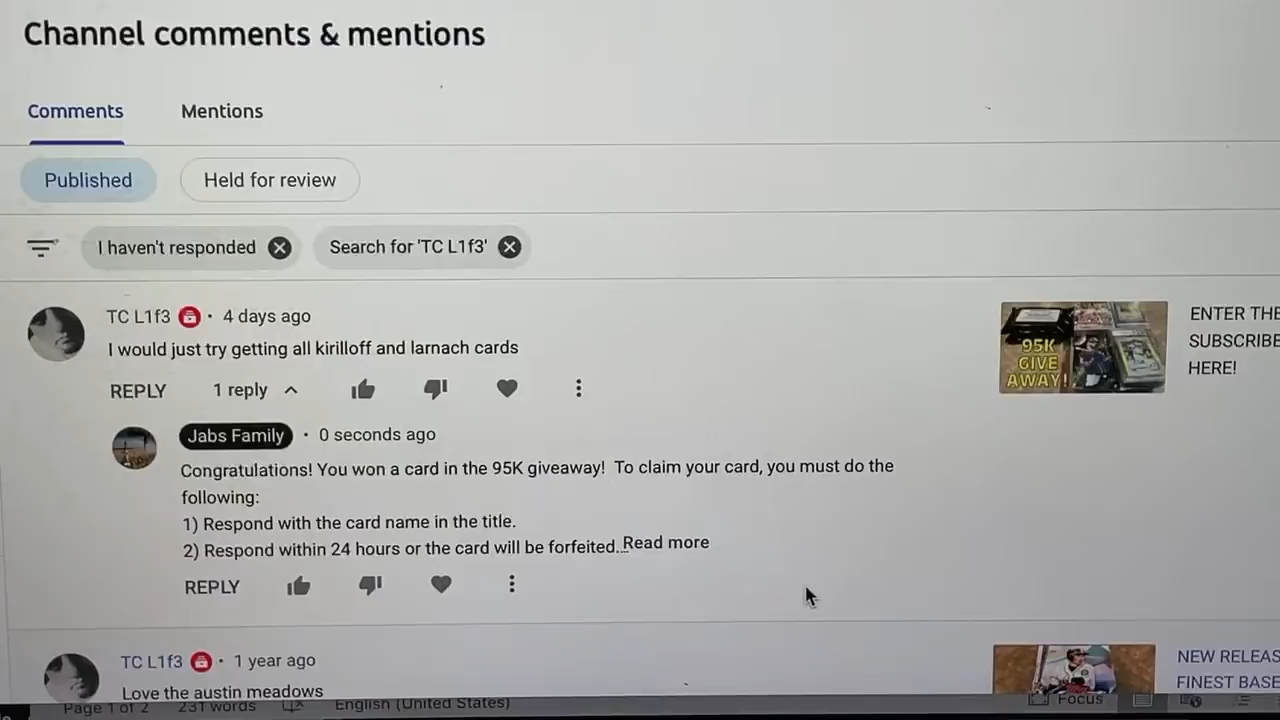 Channel comments & mentions
Comments
Mentions
Published
Held for review
I haven't responded
Search for 'TC L1f3'
TC L1f3 · 4 days ago
I would just try getting all kirilloff and larnach cards
REPLY
1 reply
95K
GIVE
AWAY!
ENTER THE
SUBSCRIBE
HERE!
Jabs Family · 0 seconds ago
Congratulations! You won a card in the 95K giveaway! To claim your card, you must do the
following:
1) Respond with the card name in the title.
2) Respond within 24 hours or the card will be forfeited...Read more
REPLY
TC L1f3 · 1 year ago
Love the austin meadows
NEW RELEAS
FINEST BASE
Page 1 of 2
231 words
English (United States)
Focus